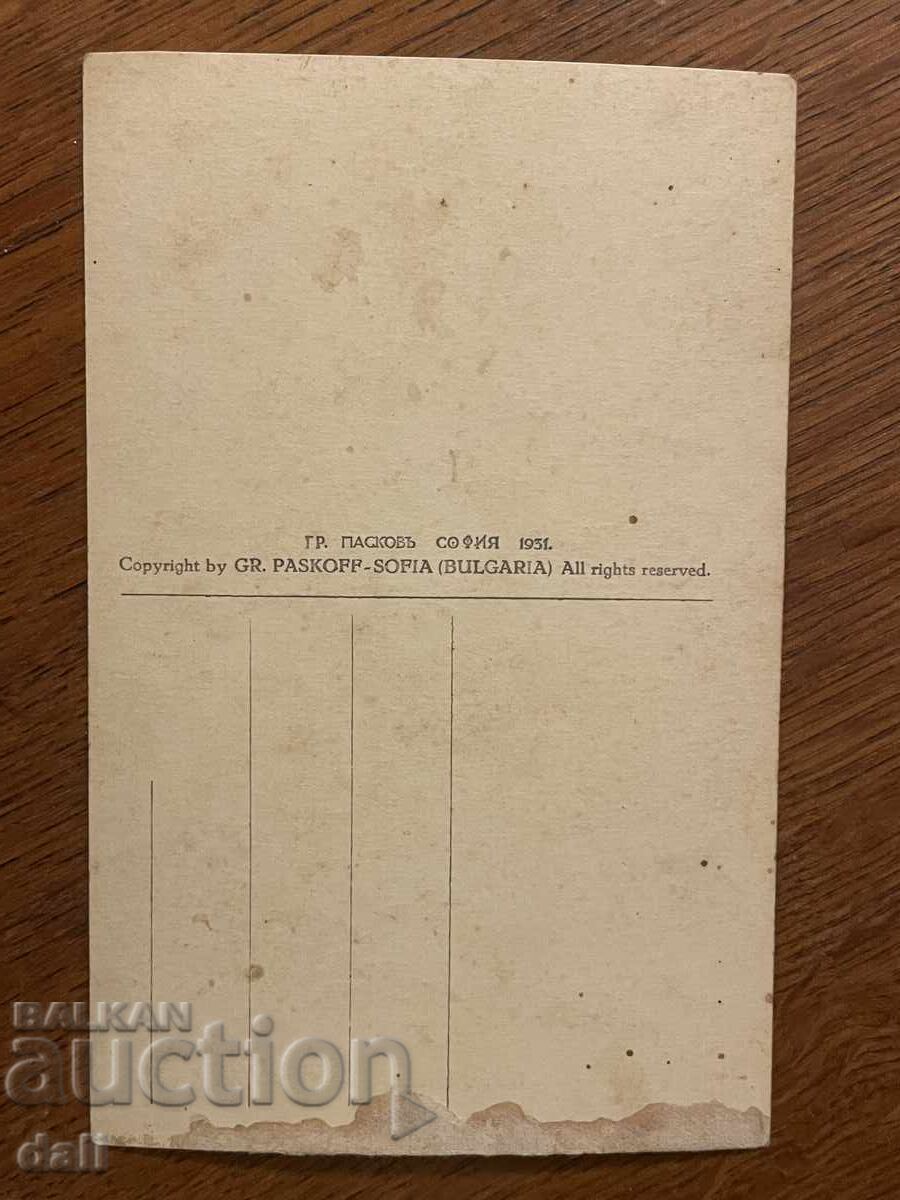 ГР. ПАСКОВЪ СОФИЯ 1931.
Copyright by GR. PASKOFF-SOFIA (BULGARIA) All rights reserved.
BALKAN
auction
dali